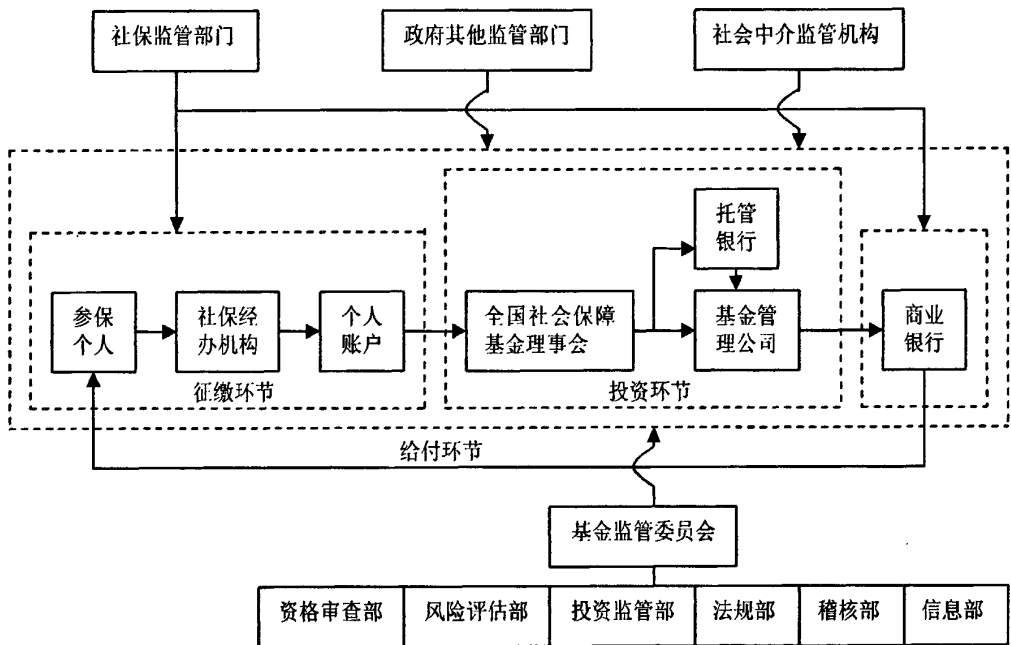 社保监管部门
政府其他监管部门
社会中介监管机构
托管
银行
参保
个人
社保经
办机构
个人
账户
全国社会保障
基金理事会
基金管
理公司
商业
银行
征缴环节
投资环节
给付环节
基金监管委员会
资格审查部
风险评估部
投资监管部
法规部
稽核部
信息部